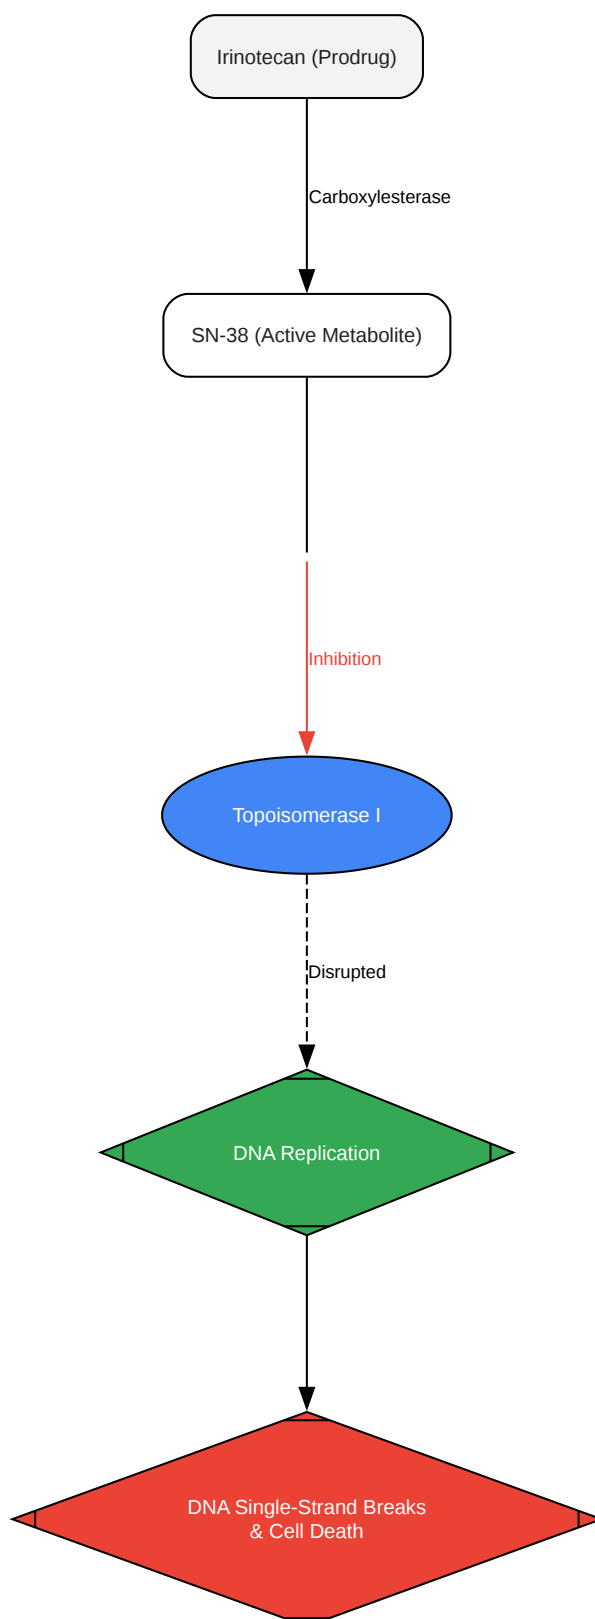 Irinotecan (Prodrug)
Carboxylesterase
SN-38 (Active Metabolite)
Inhibition
Topoisomerase I
Disrupted
DNA Replication
DNA Single-Strand Breaks
& Cell Death